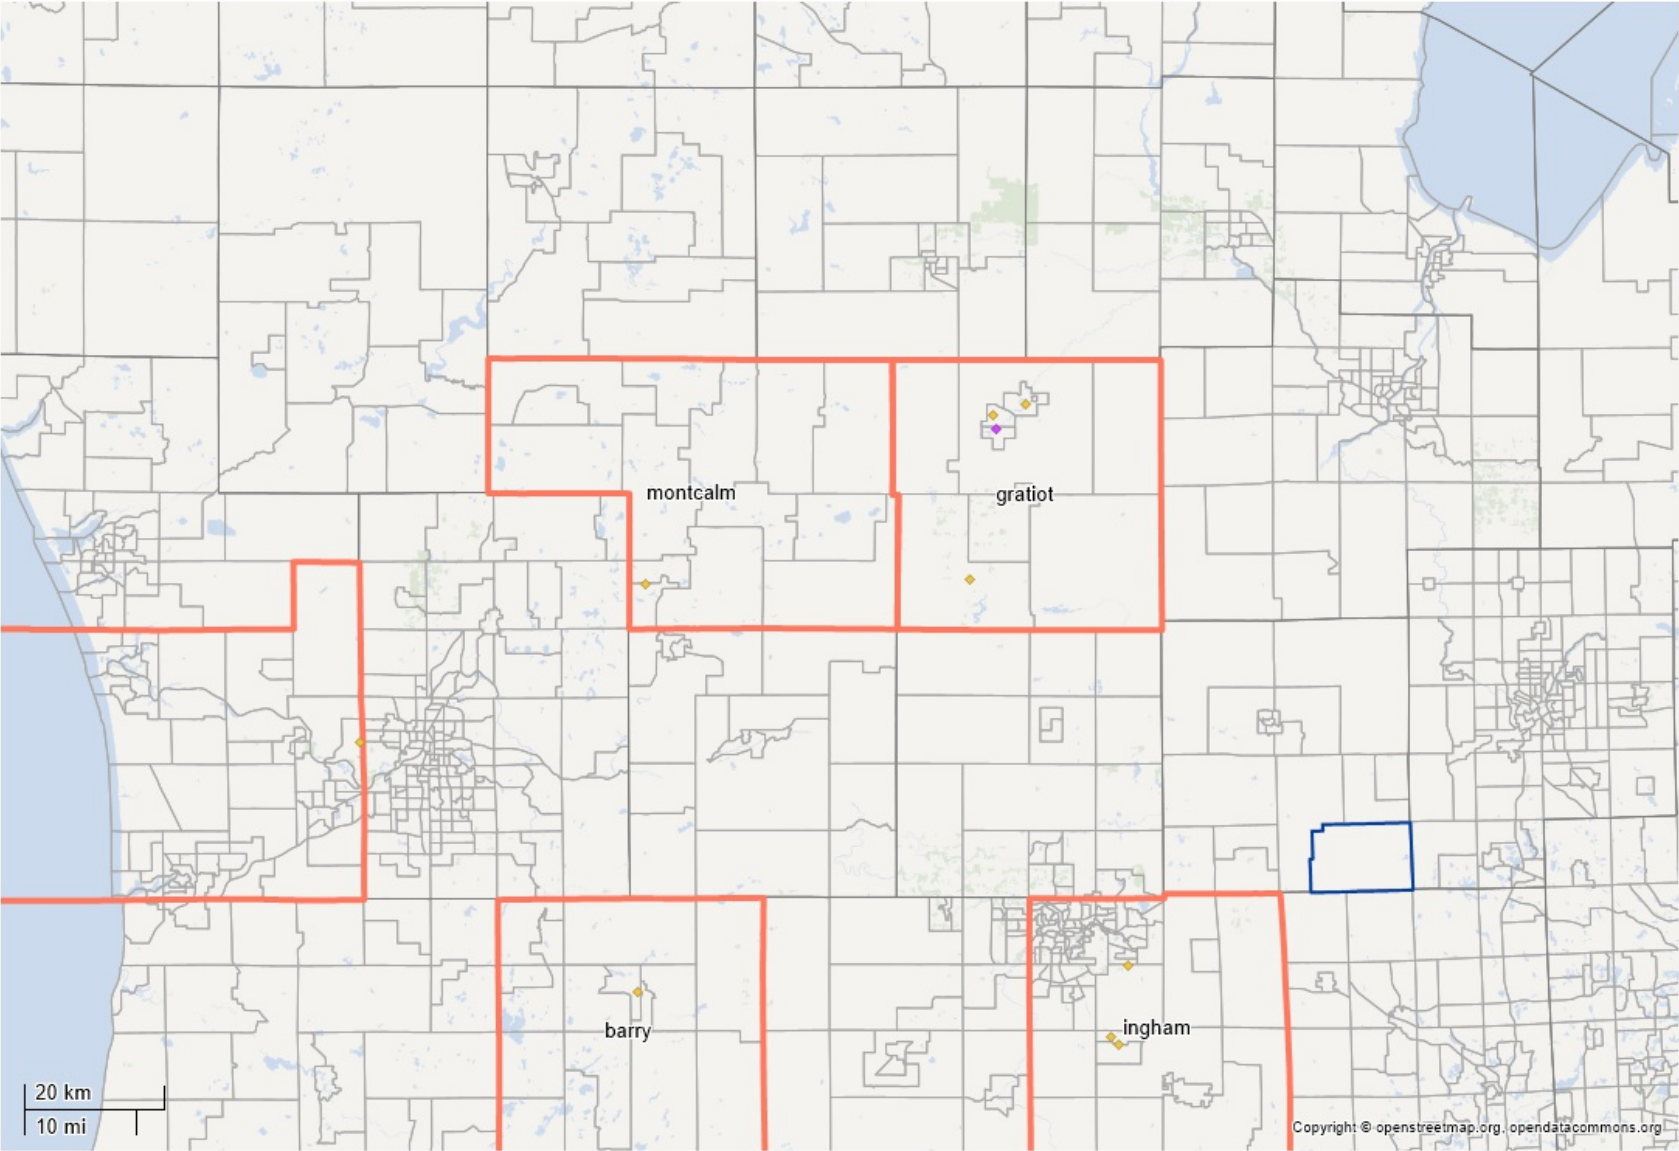 montcalm
gratiot
barry
ingham
20 km
10 mi
Copyright © openstreetmap.org, opendatacommons.org